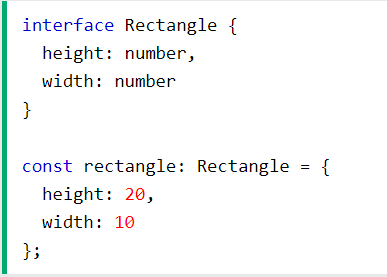 interface Rectangle {
  height: number,
  width: number
}

const rectangle: Rectangle = {
  height: 20,
  width: 10
};